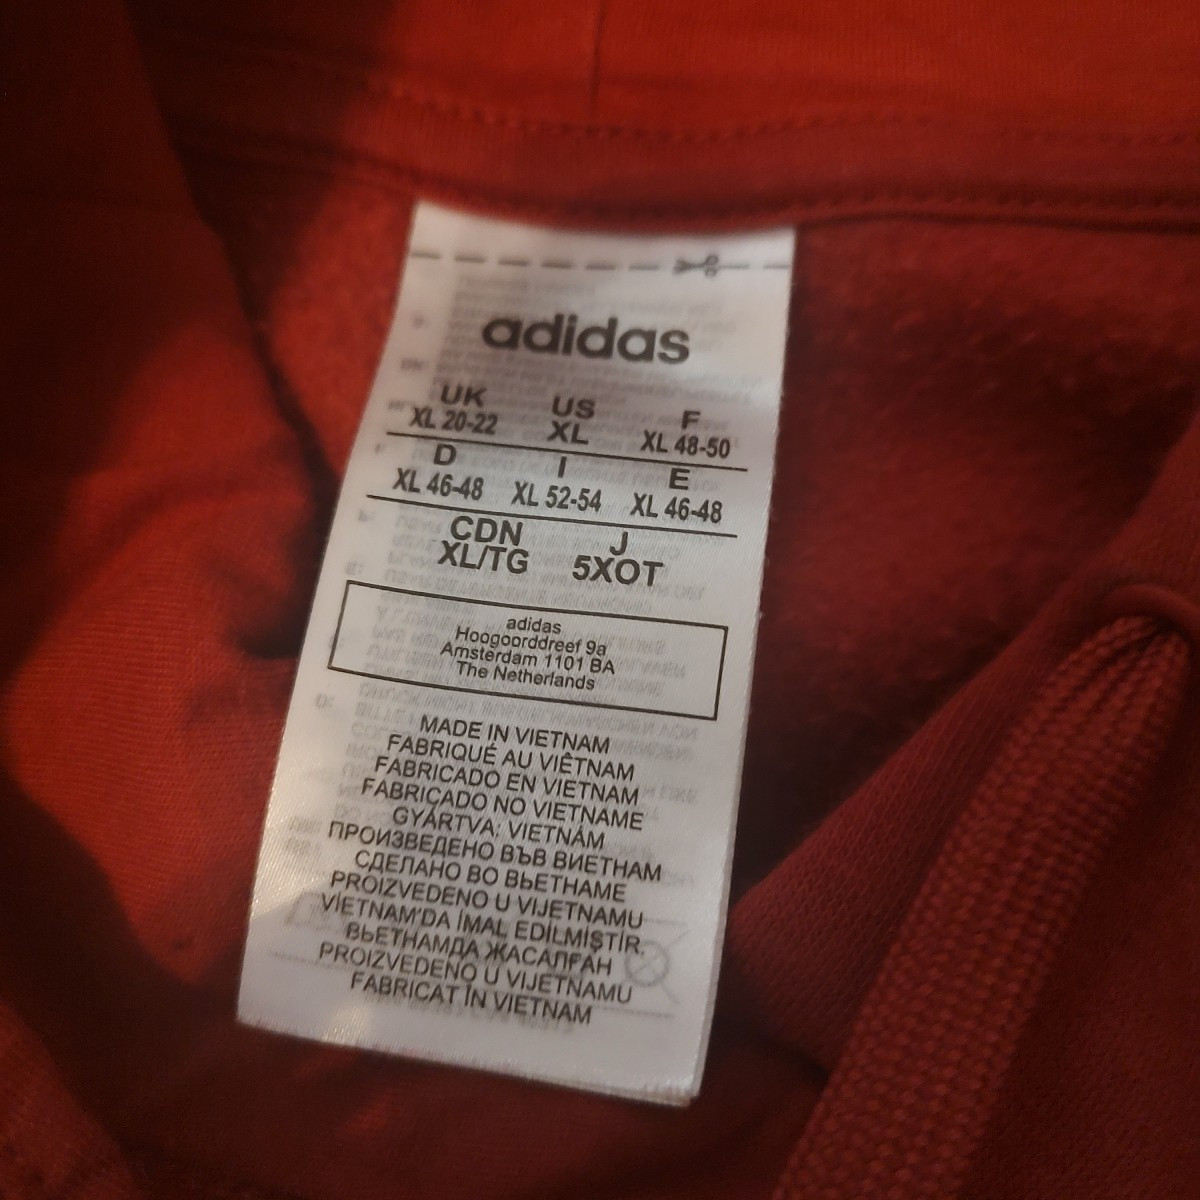 adidas
UK US F
XL 20-22 XL XL 48-50
D I E
XL 46-48 XL 52-54 XL 46-48
CDN J
XL/TG 5XOT
adidas
Hoogoorddreef 9a
Amsterdam 1101 BA
The Netherlands
MADE IN VIETNAM
FABRIQUÉ AU VIÊTNAM
FABRICADO EN VIETNAM
FABRICADO NO VIETNAME
GYÁRTVA: VIETNÁM
ПРОИЗВЕДЕНО ВЪВ ВИЕТНАМ
СДЕЛАНО ВО ВЬЕТНАМЕ
PROIZVEDENO U VIJETNAMU
VİETNAM'DA İMAL EDİLMİŞTİR.
ВЬЕТНАМДА ЖАСАЛҒАН
PROIZVEDENO U VIJETNAMU
FABRICAT ÎN VIETNAM